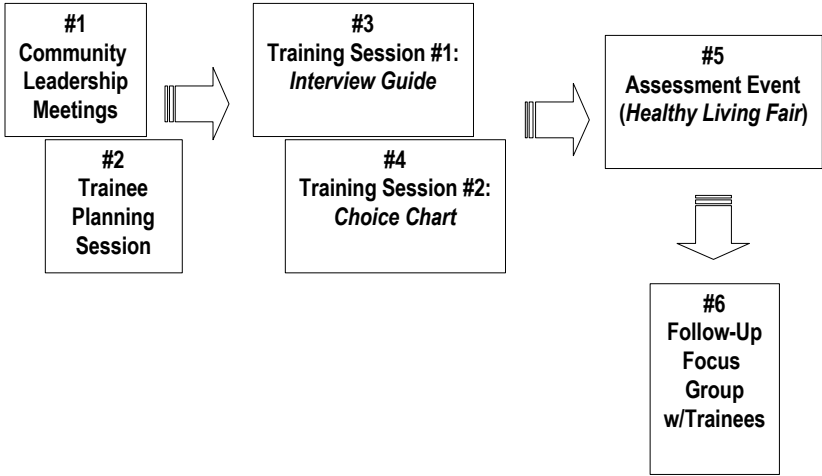 #1
Community
Leadership
Meetings
#2
Trainee
Planning
Session
#3
Training Session #1:
Interview Guide
#4
Training Session #2:
Choice Chart
#5
Assessment Event
(Healthy Living Fair)
#6
Follow-Up
Focus
Group
w/Trainees